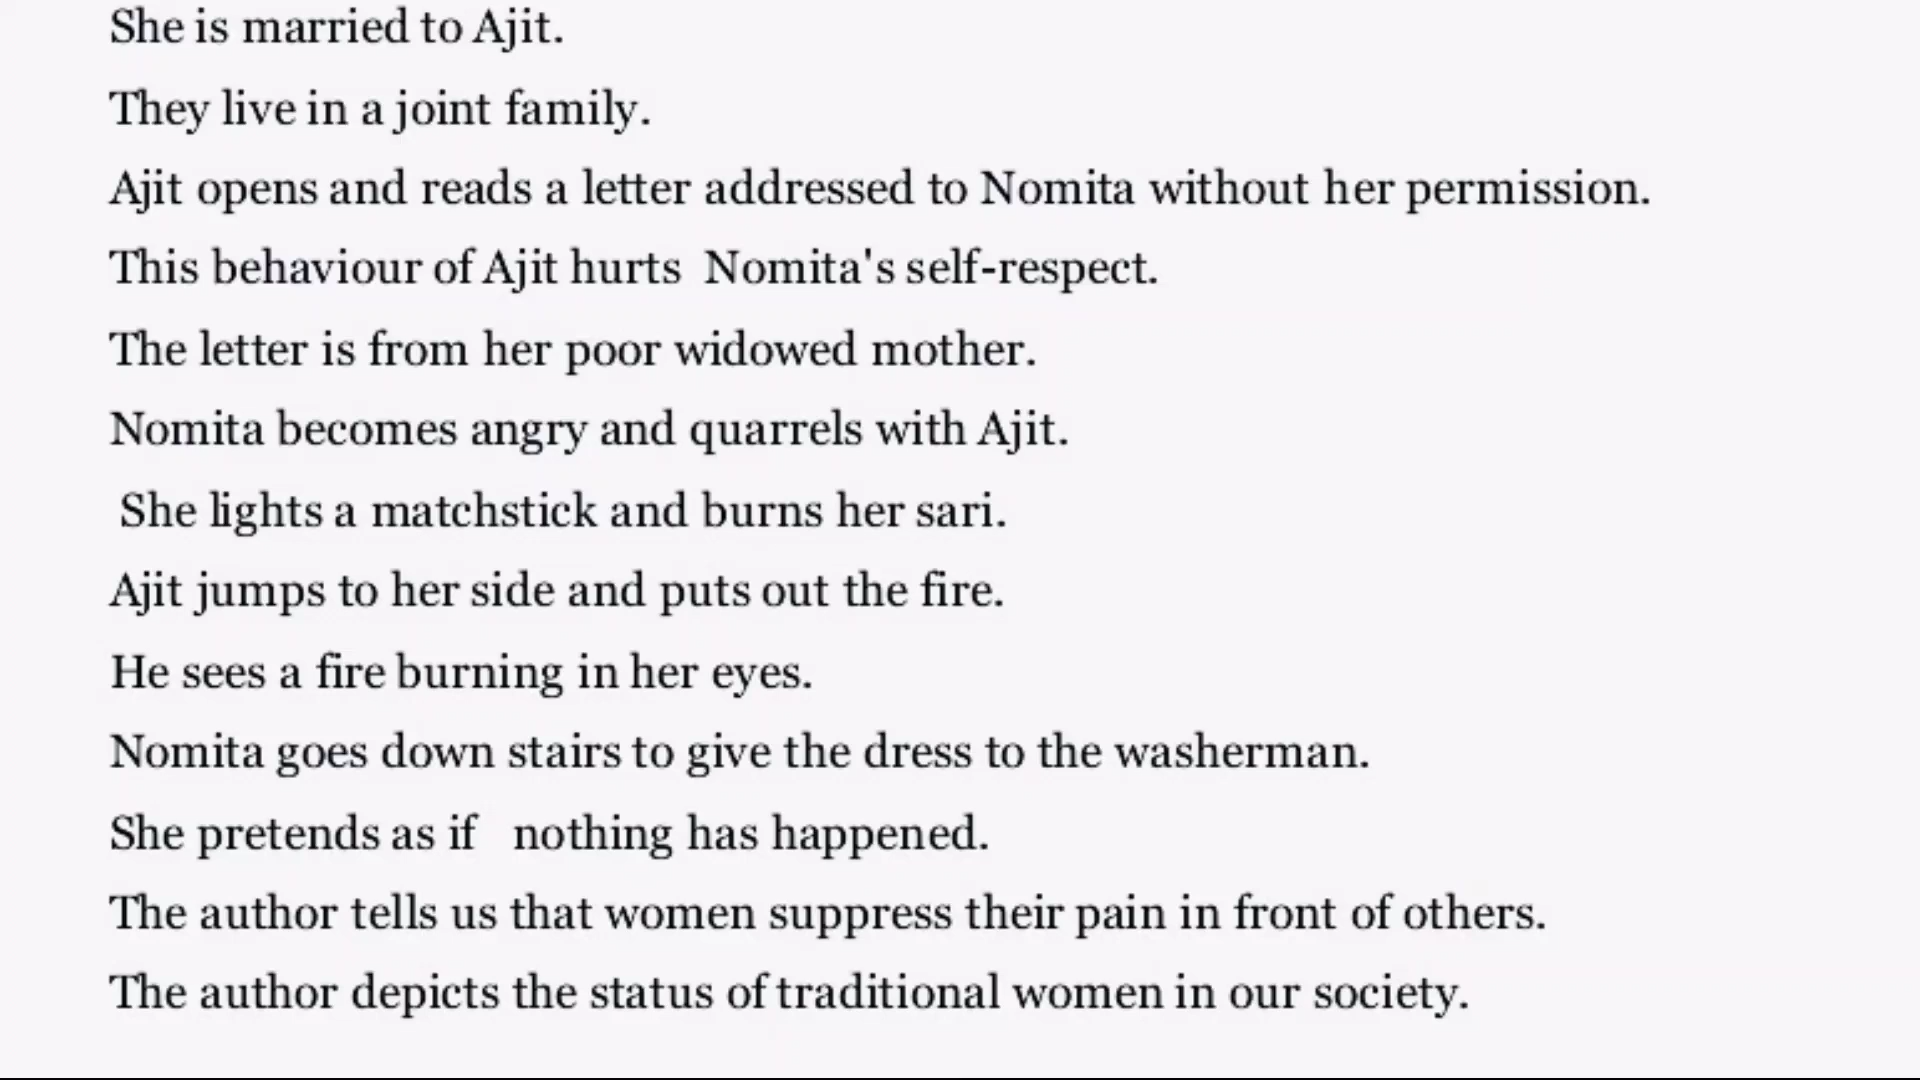 She is married to Ajit.
They live in a joint family.
Ajit opens and reads a letter addressed to Nomita without her permission.
This behaviour of Ajit hurts  Nomita's self-respect.
The letter is from her poor widowed mother.
Nomita becomes angry and quarrels with Ajit.
She lights a matchstick and burns her sari.
Ajit jumps to her side and puts out the fire.
He sees a fire burning in her eyes.
Nomita goes down stairs to give the dress to the washerman.
She pretends as if   nothing has happened.
The author tells us that women suppress their pain in front of others.
The author depicts the status of traditional women in our society.